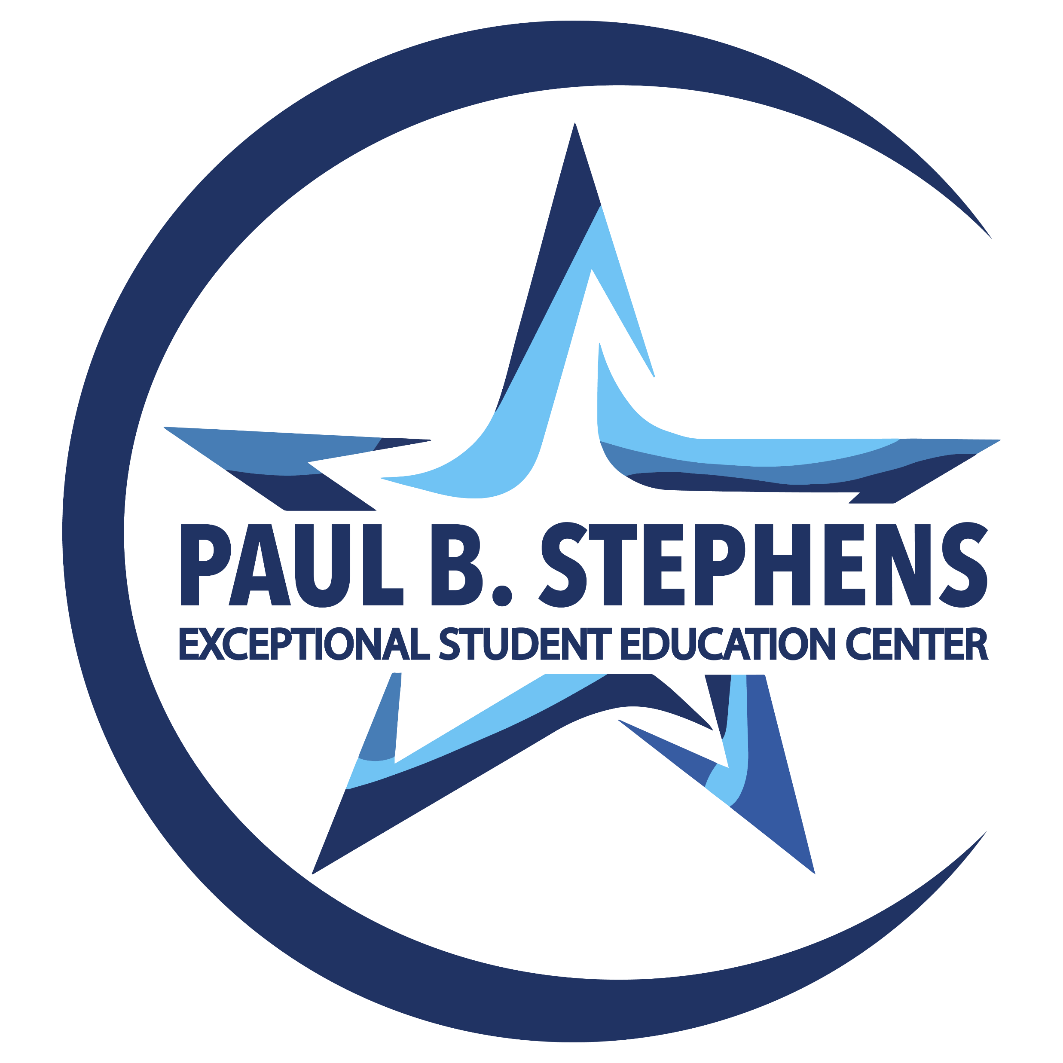 PAUL B. STEPHENS
EXCEPTIONAL STUDENT EDUCATION CENTER